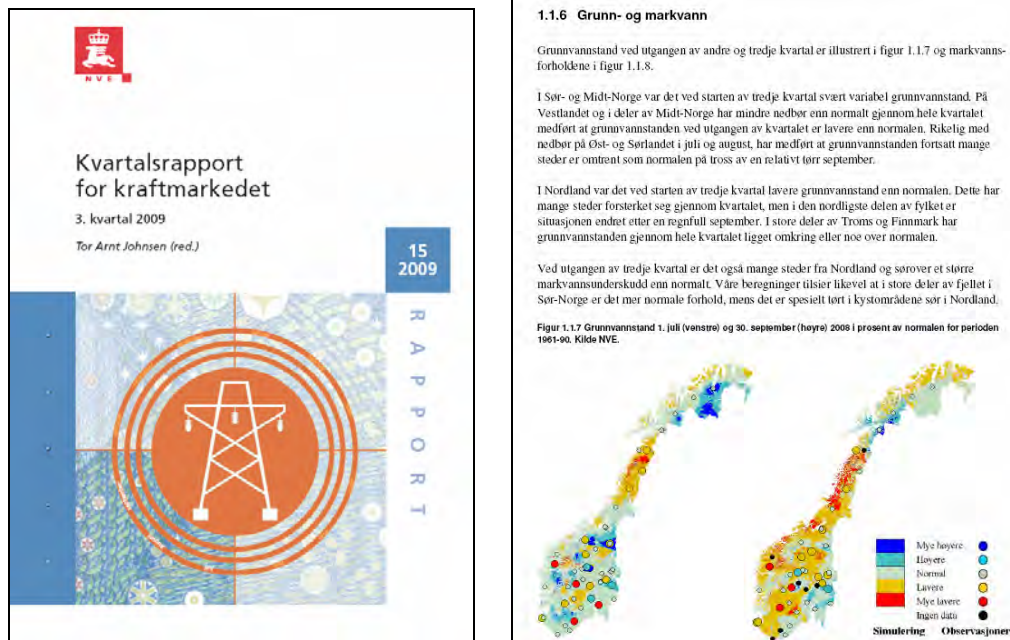 NVE
Kvartalsrapport
for kraftmarkedet
3. kvartal 2009
Tor Arnt Johnsen (red.)
15
2009
RAPPORT
1.1.6 Grunn- og markvann
Grunnvannstand ved utgangen av andre og tredje kvartal er illustrert i figur 1.1.7 og markvanns-
forholdene i figur 1.1.8.
I Sør- og Midt-Norge var det ved starten av tredje kvartal svært variabel grunnvannstand. På
Vestlandet og i deler av Midt-Norge har mindre nedbør enn normalt gjennom hele kvartalet
medført at grunnvannstanden ved utgangen av kvartalet er lavere enn normalen. Rikelig med
nedbør på Øst- og Sørlandet i juli og august, har medført at grunnvannstanden fortsatt mange
steder er omtrent som normalen på tross av en relativt tørr september.
I Nordland var det ved starten av tredje kvartal lavere grunnvannstand enn normalen. Dette har
mange steder forsterket seg gjennom kvartalet, men i den nordligste delen av fylket er
situasjonen endret etter en regnfull september. I store deler av Troms og Finnmark har
grunnvannstanden gjennom hele kvartalet ligget omkring eller noe over normalen.
Ved utgangen av tredje kvartal er det også mange steder fra Nordland og sørover et større
markvannsunderskudd enn normalt. Våre beregninger tilsier likevel at i store deler av fjellet i
Sør-Norge er det mer normale forhold, mens det er spesielt tørt i kystområdene sør i Nordland.
Figur 1.1.7 Grunnvannstand 1. juli (venstre) og 30. september (høyre) 2008 i prosent av normalen for perioden
1961-90. Kilde NVE.
Mye høyere
Høyere
Normal
Lavere
Mye lavere
Ingen data
Simulering Observasjoner